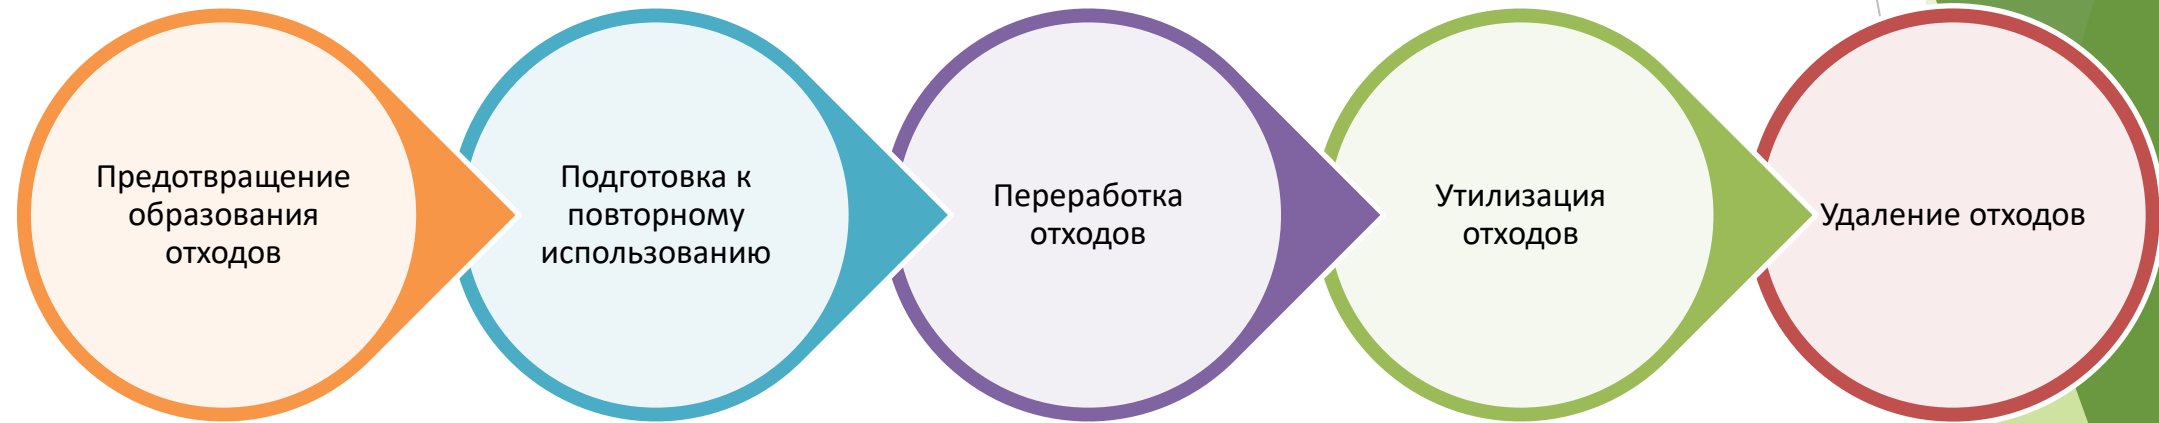 Предотвращение
образования
отходов
Подготовка к
повторному
использованию
Переработка
отходов
Утилизация
отходов
Удаление отходов